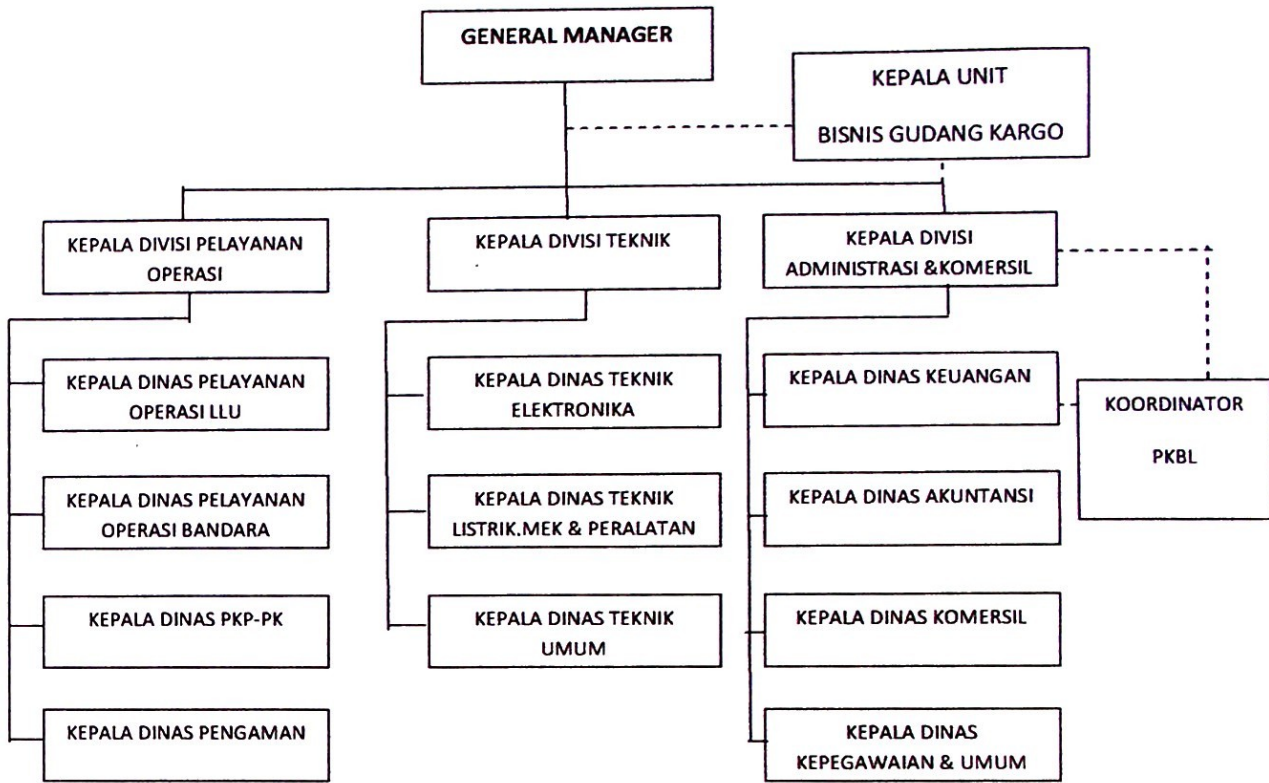 GENERAL MANAGER
KEPALA UNIT
BISNIS GUDANG KARGO
KEPALA DIVISI PELAYANAN
OPERASI
KEPALA DIVISI TEKNIK
KEPALA DIVISI
ADMINISTRASI &KOMERSIL
KEPALA DINAS PELAYANAN
OPERASI LLU
KEPALA DINAS TEKNIK
ELEKTRONIKA
KEPALA DINAS KEUANGAN
KOORDINATOR
PKBL
KEPALA DINAS PELAYANAN
OPERASI BANDARA
KEPALA DINAS TEKNIK
LISTRIK.MEK & PERALATAN
KEPALA DINAS AKUNTANSI
KEPALA DINAS PKP-PK
KEPALA DINAS TEKNIK
UMUM
KEPALA DINAS KOMERSIL
KEPALA DINAS PENGAMAN
KEPALA DINAS
KEPEGAWAIAN & UMUM